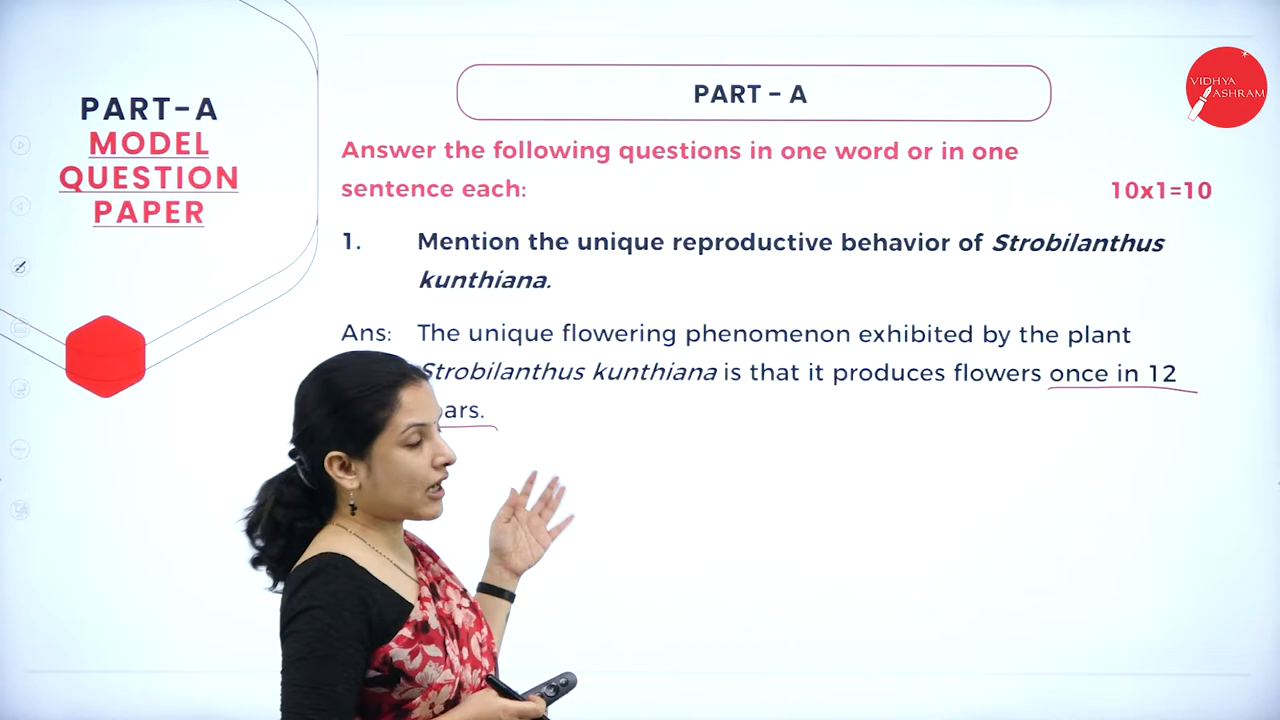 PART-A
MODEL
QUESTION
PAPER
PART - A
VIDHYA
ASHRAM
Answer the following questions in one word or in one
sentence each: 10x1=10
1. Mention the unique reproductive behavior of Strobilanthus
kunthiana.
Ans: The unique flowering phenomenon exhibited by the plant
Strobilanthus kunthiana is that it produces flowers once in 12
ars.